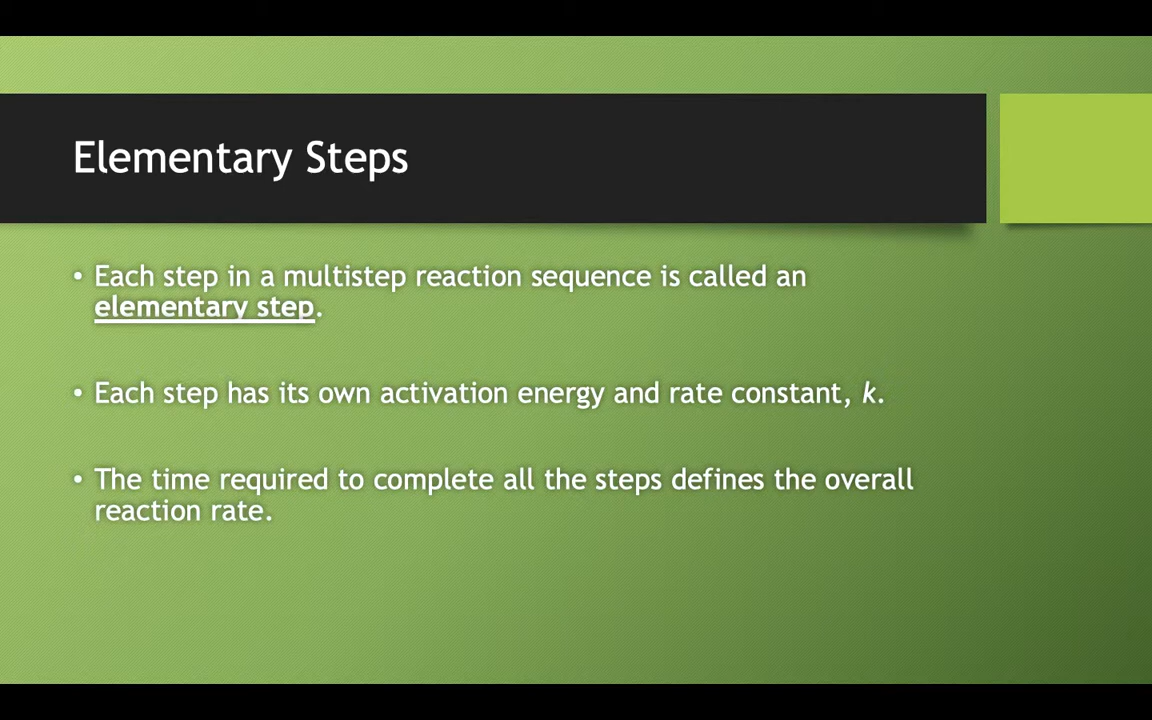 Elementary Steps
• Each step in a multistep reaction sequence is called an
elementary step.
• Each step has its own activation energy and rate constant, k.
• The time required to complete all the steps defines the overall
reaction rate.